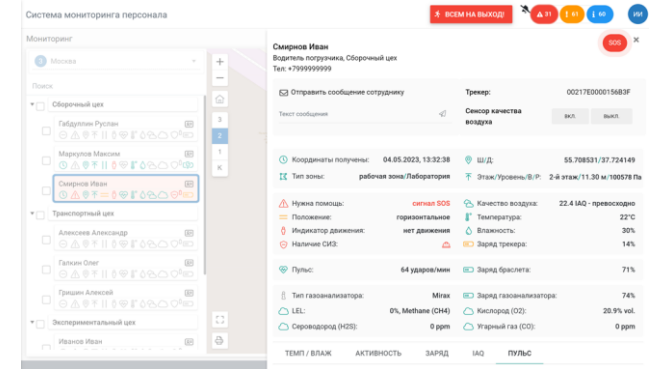 Система мониторинга персонала
ВСЕМ НА ВЫХОД!
31
61
60
ИИ
Мониторинг
3 Москва
Поиск
Сборочный цех
Габдуллин Руслан
Маркулов Максим
Смирнов Иван
Транспортный цех
Алексеев Александр
Галкин Олег
Гришин Алексей
Экспериментальный цех
Иванов Иван
+
−
3
2
1
К
Смирнов Иван
SOS
Водитель погрузчика, Сборочный цех
Тел: +7999999999
Отправить сообщение сотруднику
Текст сообщения
Трекер: 00217E0000156B3F
Сенсор качества воздуха
вкл. выкл.
Координаты получены: 04.05.2023, 13:32:38
Ш/Д: 55.708531/37.724149
Тип зоны: рабочая зона/Лаборатория
Этаж/Уровень/В/Р: 2-й этаж/11.30 м/100578 Па
Нужна помощь: сигнал SOS
Качество воздуха: 22.4 IAQ - превосходно
Положение: горизонтальное
Температура: 22°C
Индикатор движения: нет движения
Влажность: 30%
Наличие СИЗ:
Заряд трекера: 14%
Пульс: 64 ударов/мин
Заряд браслета: 71%
Тип газоанализатора: Mirax
Заряд газоанализатора: 74%
LEL: 0%, Methane (CH4)
Кислород (O2): 20.9% vol.
Сероводород (H2S): 0 ppm
Угарный газ (CO): 0 ppm
ТЕМП / ВЛАЖ АКТИВНОСТЬ ЗАРЯД IAQ ПУЛЬС